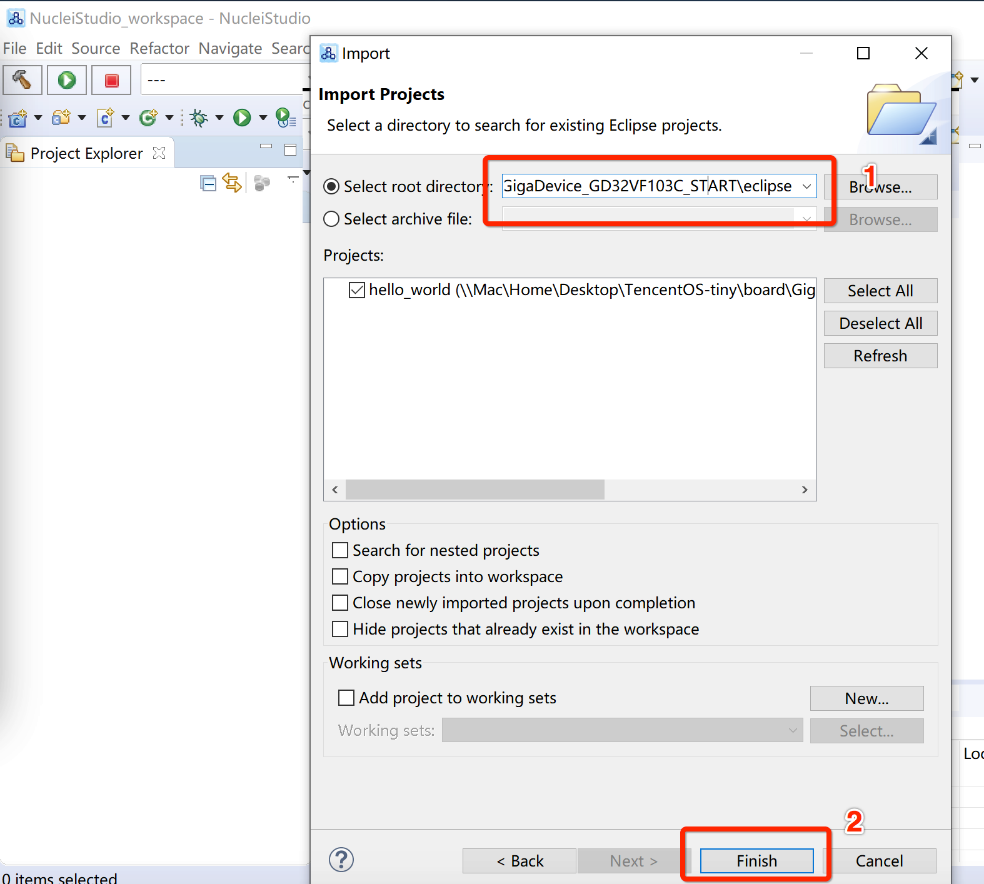 NucleiStudio_workspace - NucleiStudio
File Edit Source Refactor Navigate
---
Project Explorer
0 items selected
Import
Import Projects
Select a directory to search for existing Eclipse projects.
Select root directory: GigaDevice_GD32VF103C_START\eclipse Browse...
1
Select archive file: Browse...
Projects:
hello_world (\\Mac\Home\Desktop\TencentOS-tiny\board\Gig
Select All
Deselect All
Refresh
Options
Search for nested projects
Copy projects into workspace
Close newly imported projects upon completion
Hide projects that already exist in the workspace
Working sets
Add project to working sets New...
Working sets: Select...
2
< Back Next > Finish Cancel